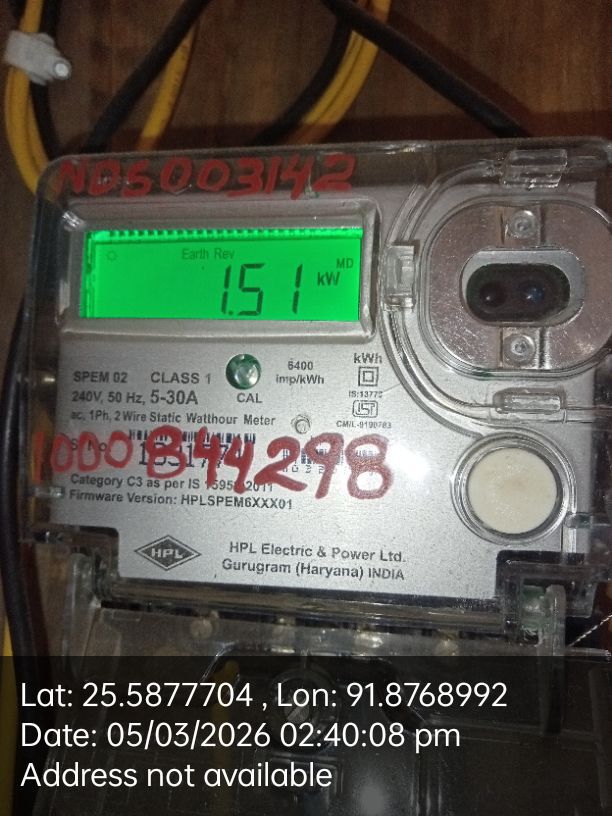 NDS003142
Earth Rev
MD
1.51 kW
SPEM 02 CLASS 1
240V, 50 Hz, 5-30A
CAL
6400
imp/kWh
kWh
IS:13779
CM/L-9190783
ac, 1Ph, 2 Wire Static Watthour Meter
1000844298
Category C3 as per IS 15959:2011
Firmware Version: HPLSPEM6XXX01
HPL
HPL Electric & Power Ltd.
Gurugram (Haryana) INDIA
Lat: 25.5877704 , Lon: 91.8768992
Date: 05/03/2026 02:40:08 pm
Address not available